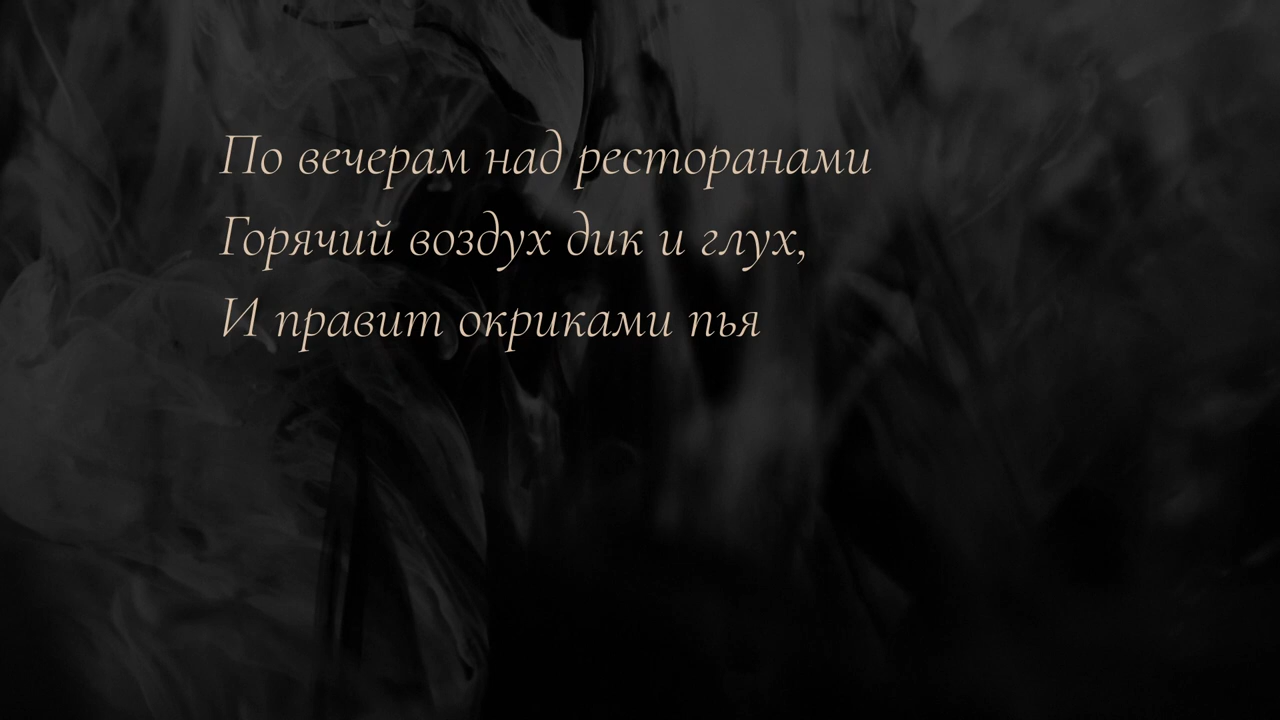 По вечерам над ресторанами
Горячий воздух дик и глух,
И правит окриками пья